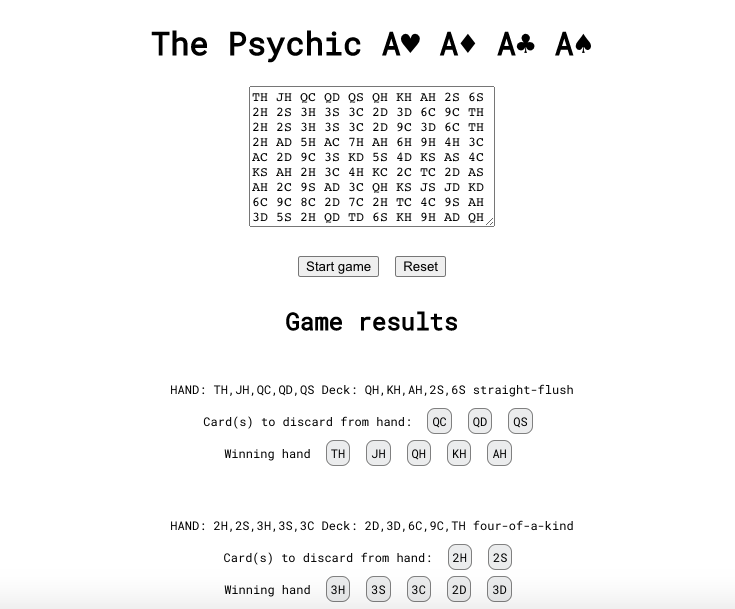 The Psychic A♥ A♦ A♣ A♠
TH JH QC QD QS QH KH AH 2S 6S
2H 2S 3H 3S 3C 2D 3D 6C 9C TH
2H 2S 3H 3S 3C 2D 9C 3D 6C TH
2H AD 5H AC 7H AH 6H 9H 4H 3C
AC 2D 9C 3S KD 5S 4D KS AS 4C
KS AH 2H 3C 4H KC 2C TC 2D AS
AH 2C 9S AD 3C QH KS JS JD KD
6C 9C 8C 2D 7C 2H TC 4C 9S AH
3D 5S 2H QD TD 6S KH 9H AD QH
Start game Reset
Game results
HAND: TH,JH,QC,QD,QS Deck: QH,KH,AH,2S,6S straight-flush
Card(s) to discard from hand: QC QD QS
Winning hand TH JH QH KH AH
HAND: 2H,2S,3H,3S,3C Deck: 2D,3D,6C,9C,TH four-of-a-kind
Card(s) to discard from hand: 2H 2S
Winning hand 3H 3S 3C 2D 3D